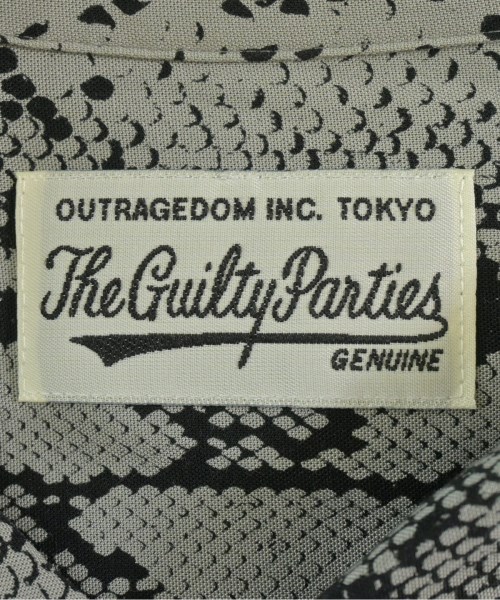 OUTRAGEDOM INC. TOKYO
The Guilty Parties
GENUINE